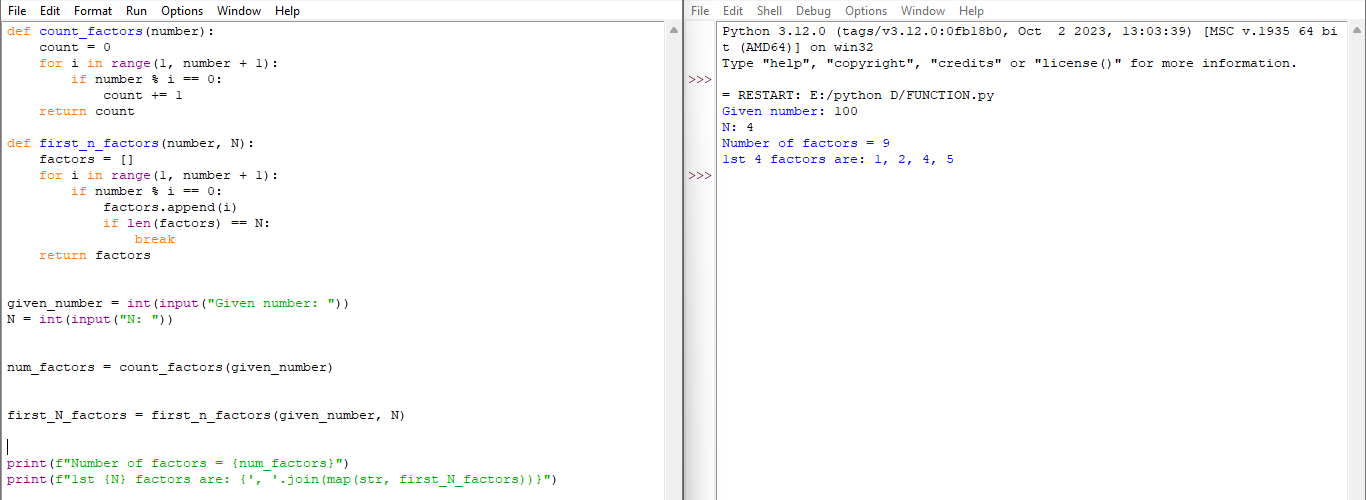 File Edit Format Run Options Window Help
def count_factors(number):
    count = 0
    for i in range(1, number + 1):
        if number % i == 0:
            count += 1
    return count
def first_n_factors(number, N):
    factors = []
    for i in range(1, number + 1):
        if number % i == 0:
            factors.append(i)
            if len(factors) == N:
                break
    return factors
given_number = int(input("Given number: "))
N = int(input("N: "))
num_factors = count_factors(given_number)
first_N_factors = first_n_factors(given_number, N)
print(f"Number of factors = {num_factors}")
print(f"1st {N} factors are: {', '.join(map(str, first_N_factors))}")
File Edit Shell Debug Options Window Help
Python 3.12.0 (tags/v3.12.0:0fb18b0, Oct  2 2023, 13:03:39) [MSC v.1935 64 bi
t (AMD64)] on win32
Type "help", "copyright", "credits" or "license()" for more information.
>>>
= RESTART: E:/python D/FUNCTION.py
Given number: 100
N: 4
Number of factors = 9
1st 4 factors are: 1, 2, 4, 5
>>>